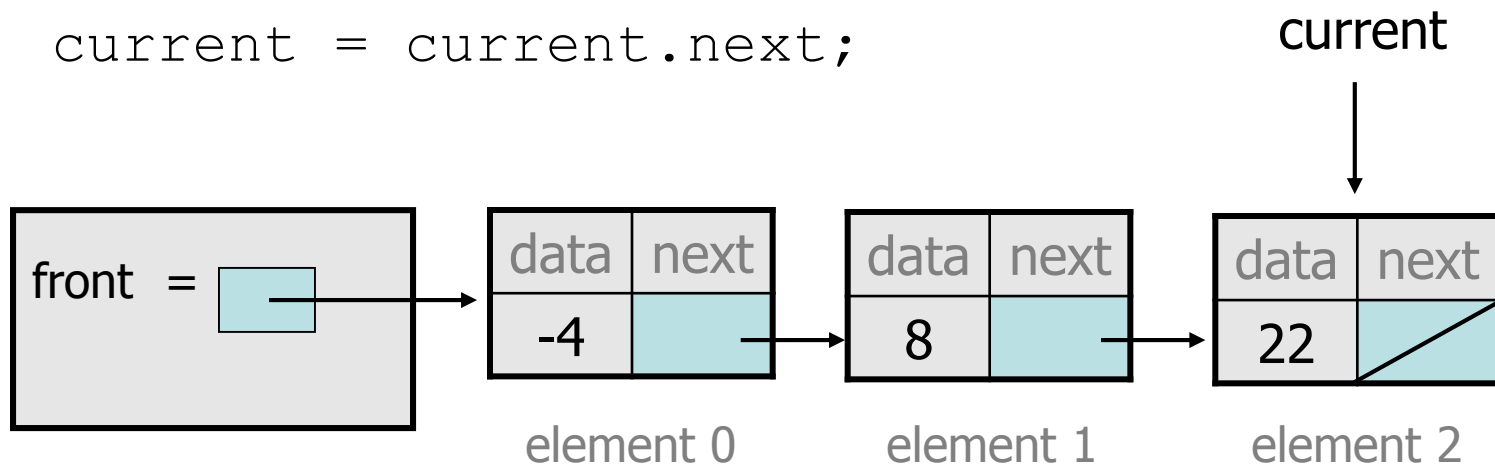 current = current.next;
current
front =
data next
-4
data next
8
data next
22
element 0
element 1
element 2